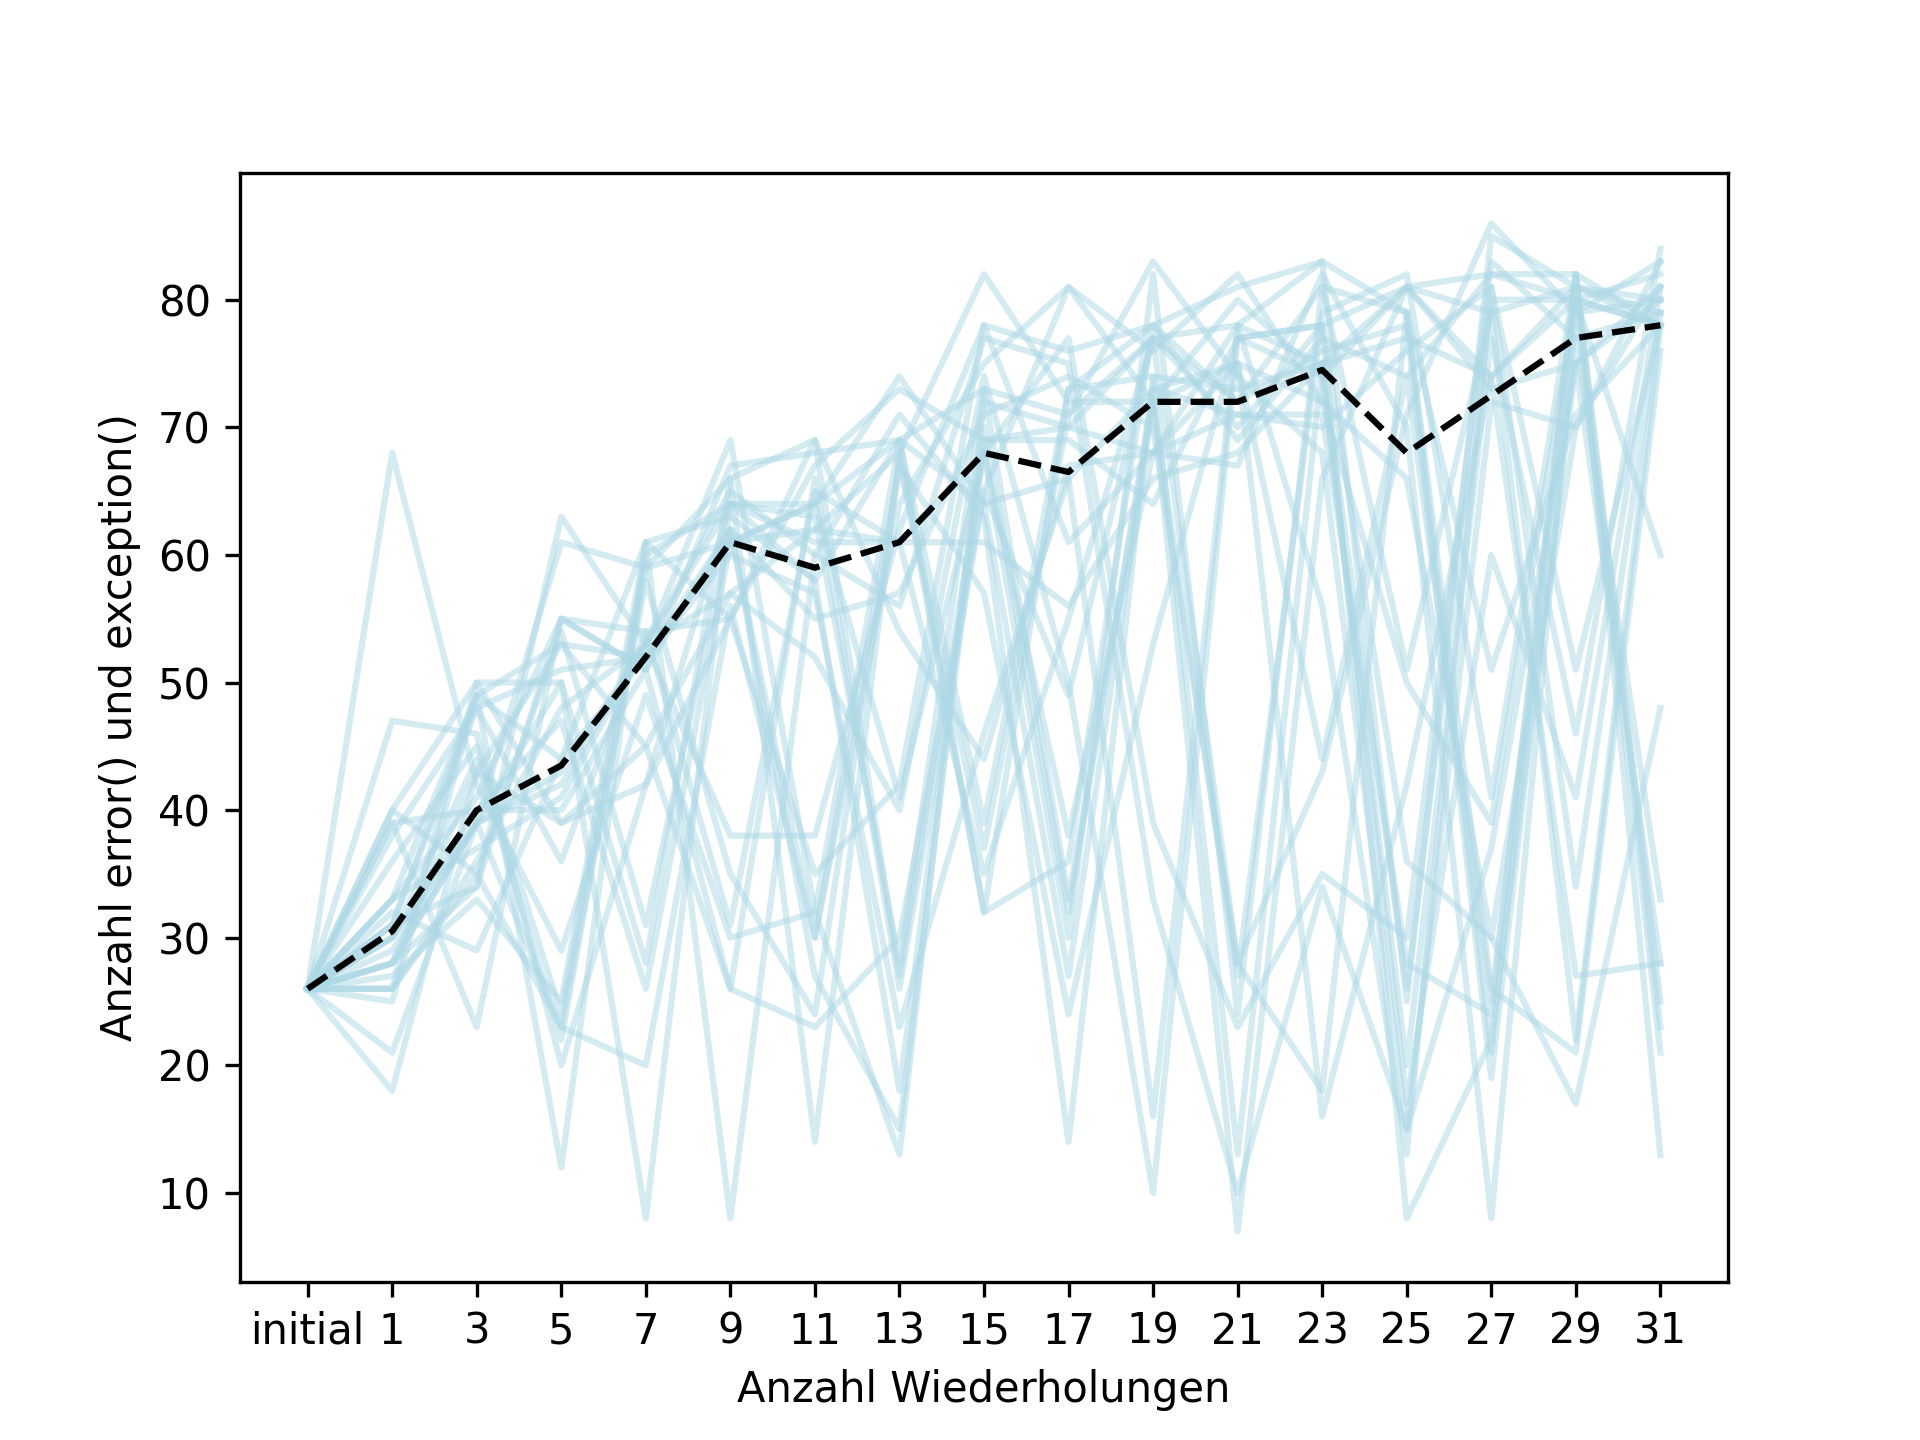 Anzahl error() und exception()
80
70
60
50
40
30
20
10
initial 1 3 5 7 9 11 13 15 17 19 21 23 25 27 29 31
Anzahl Wiederholungen